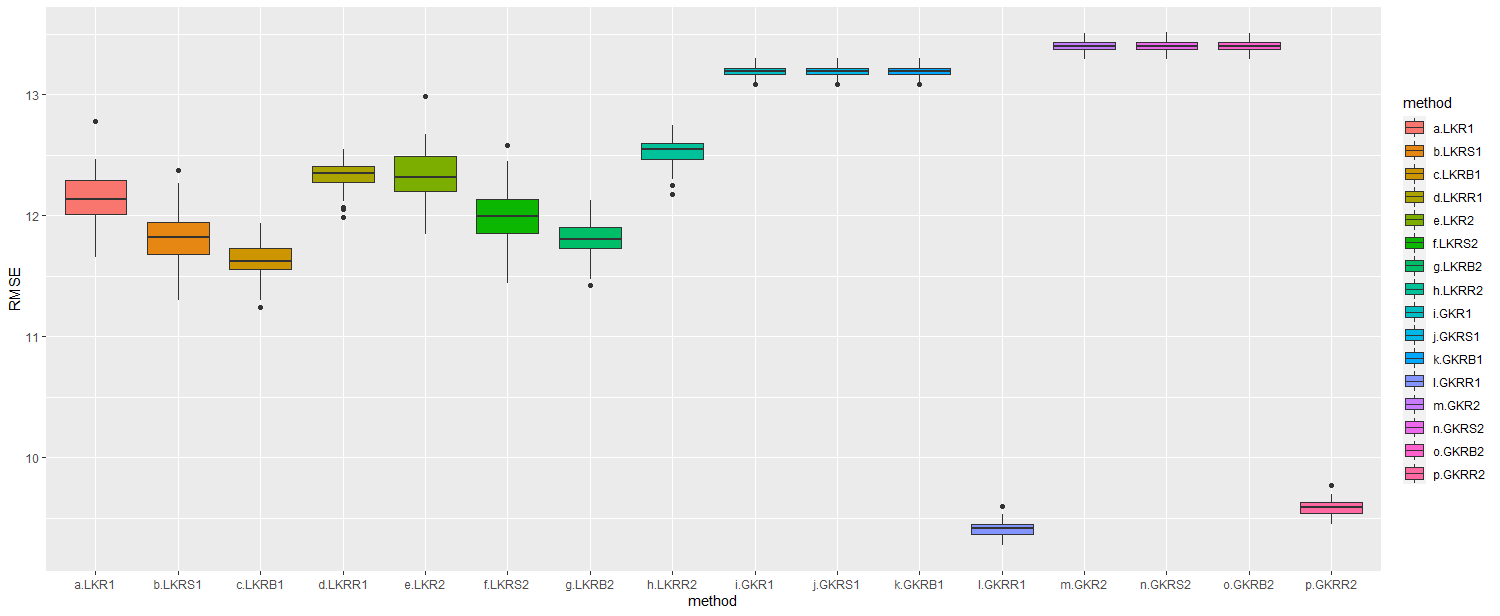 RMSE
13
12
11
10
a.LKR1 b.LKRS1 c.LKRB1 d.LKRR1 e.LKR2 f.LKRS2 g.LKRB2 h.LKRR2 i.GKR1 j.GKRS1 k.GKRB1 l.GKRR1 m.GKR2 n.GKRS2 o.GKRB2 p.GKRR2
method
method
a.LKR1
b.LKRS1
c.LKRB1
d.LKRR1
e.LKR2
f.LKRS2
g.LKRB2
h.LKRR2
i.GKR1
j.GKRS1
k.GKRB1
l.GKRR1
m.GKR2
n.GKRS2
o.GKRB2
p.GKRR2